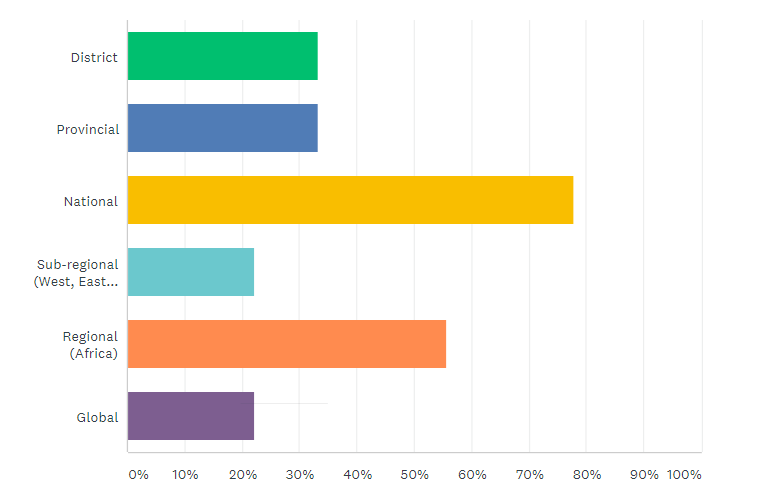 District
Provincial
National
Sub-regional
(West, East...
Regional
(Africa)
Global
0% 10% 20% 30% 40% 50% 60% 70% 80% 90% 100%